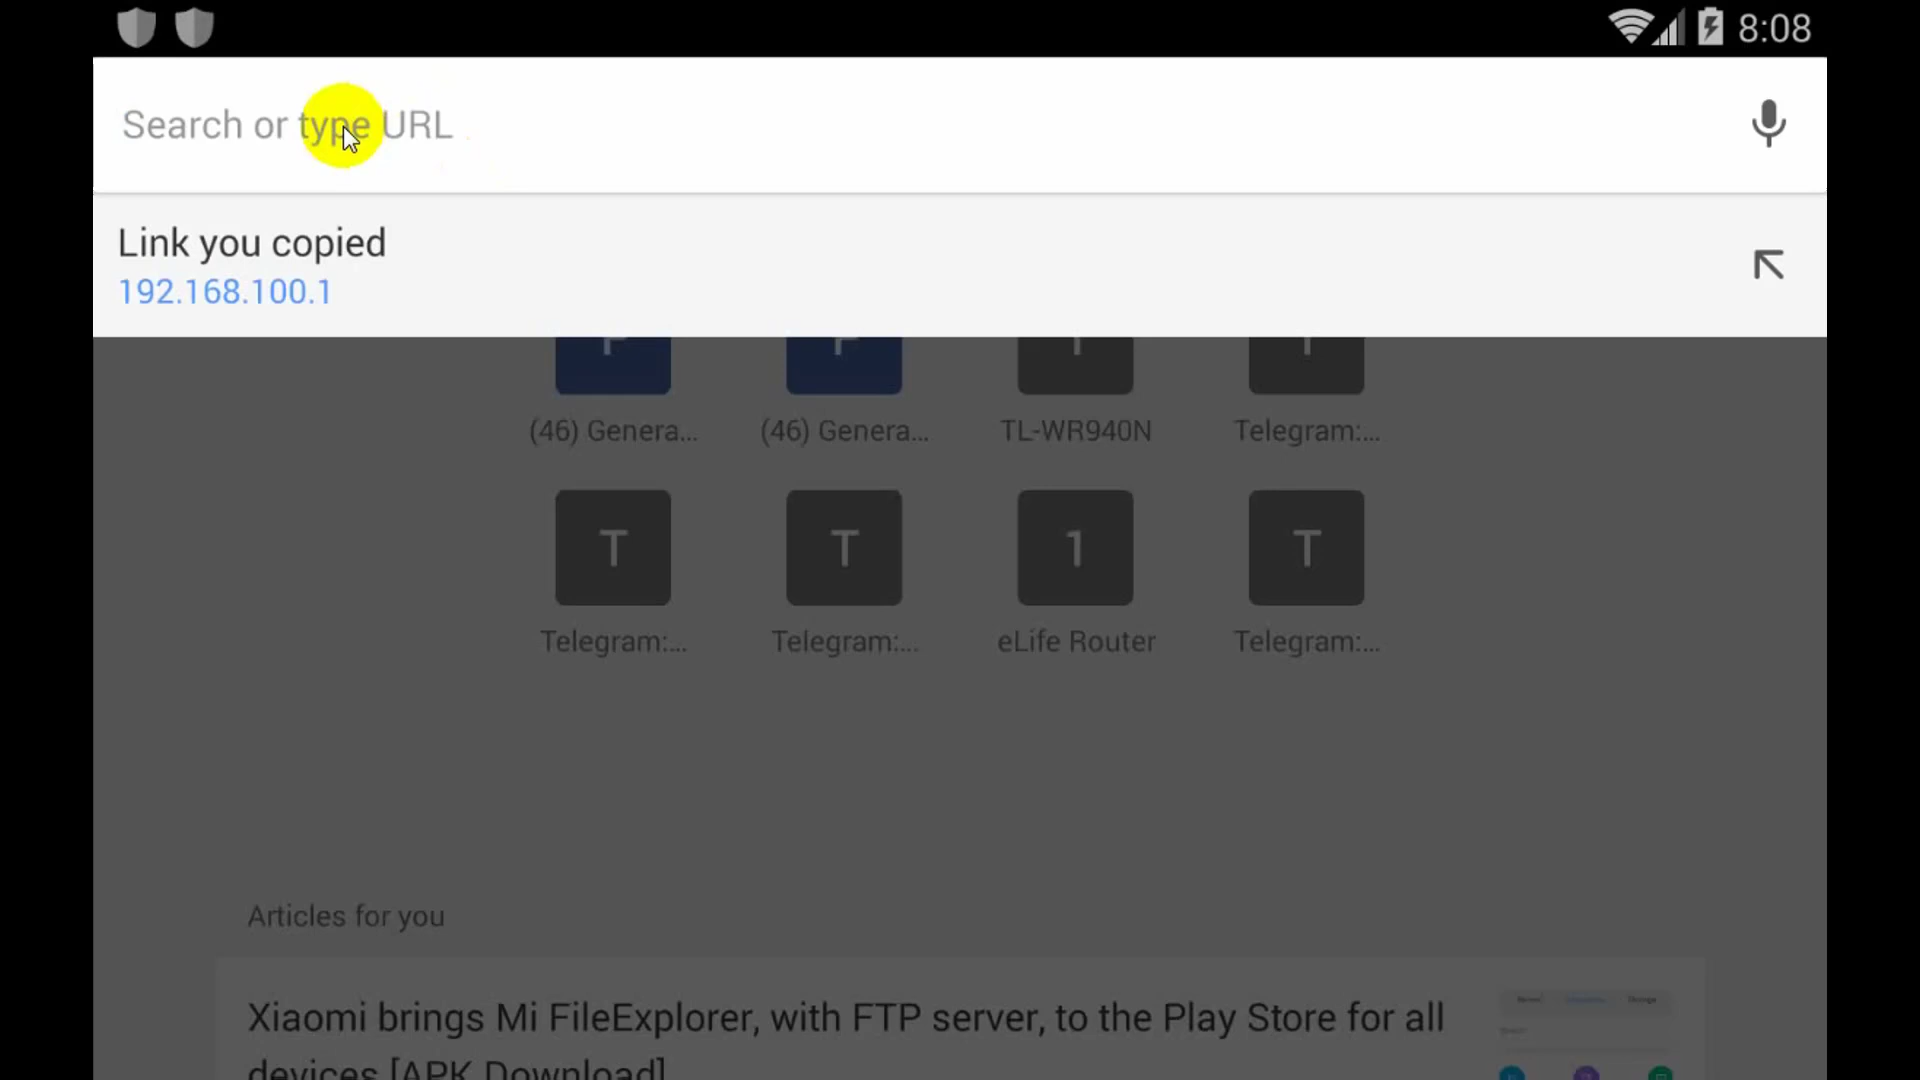 8:08
Search or type URL
Link you copied
192.168.100.1
F F T T
(46) Genera... (46) Genera... TL-WR940N Telegram:...
T T 1 T
Telegram:... Telegram:... eLife Router Telegram:...
Articles for you
Xiaomi brings Mi FileExplorer, with FTP server, to the Play Store for all
devices [APK Download]